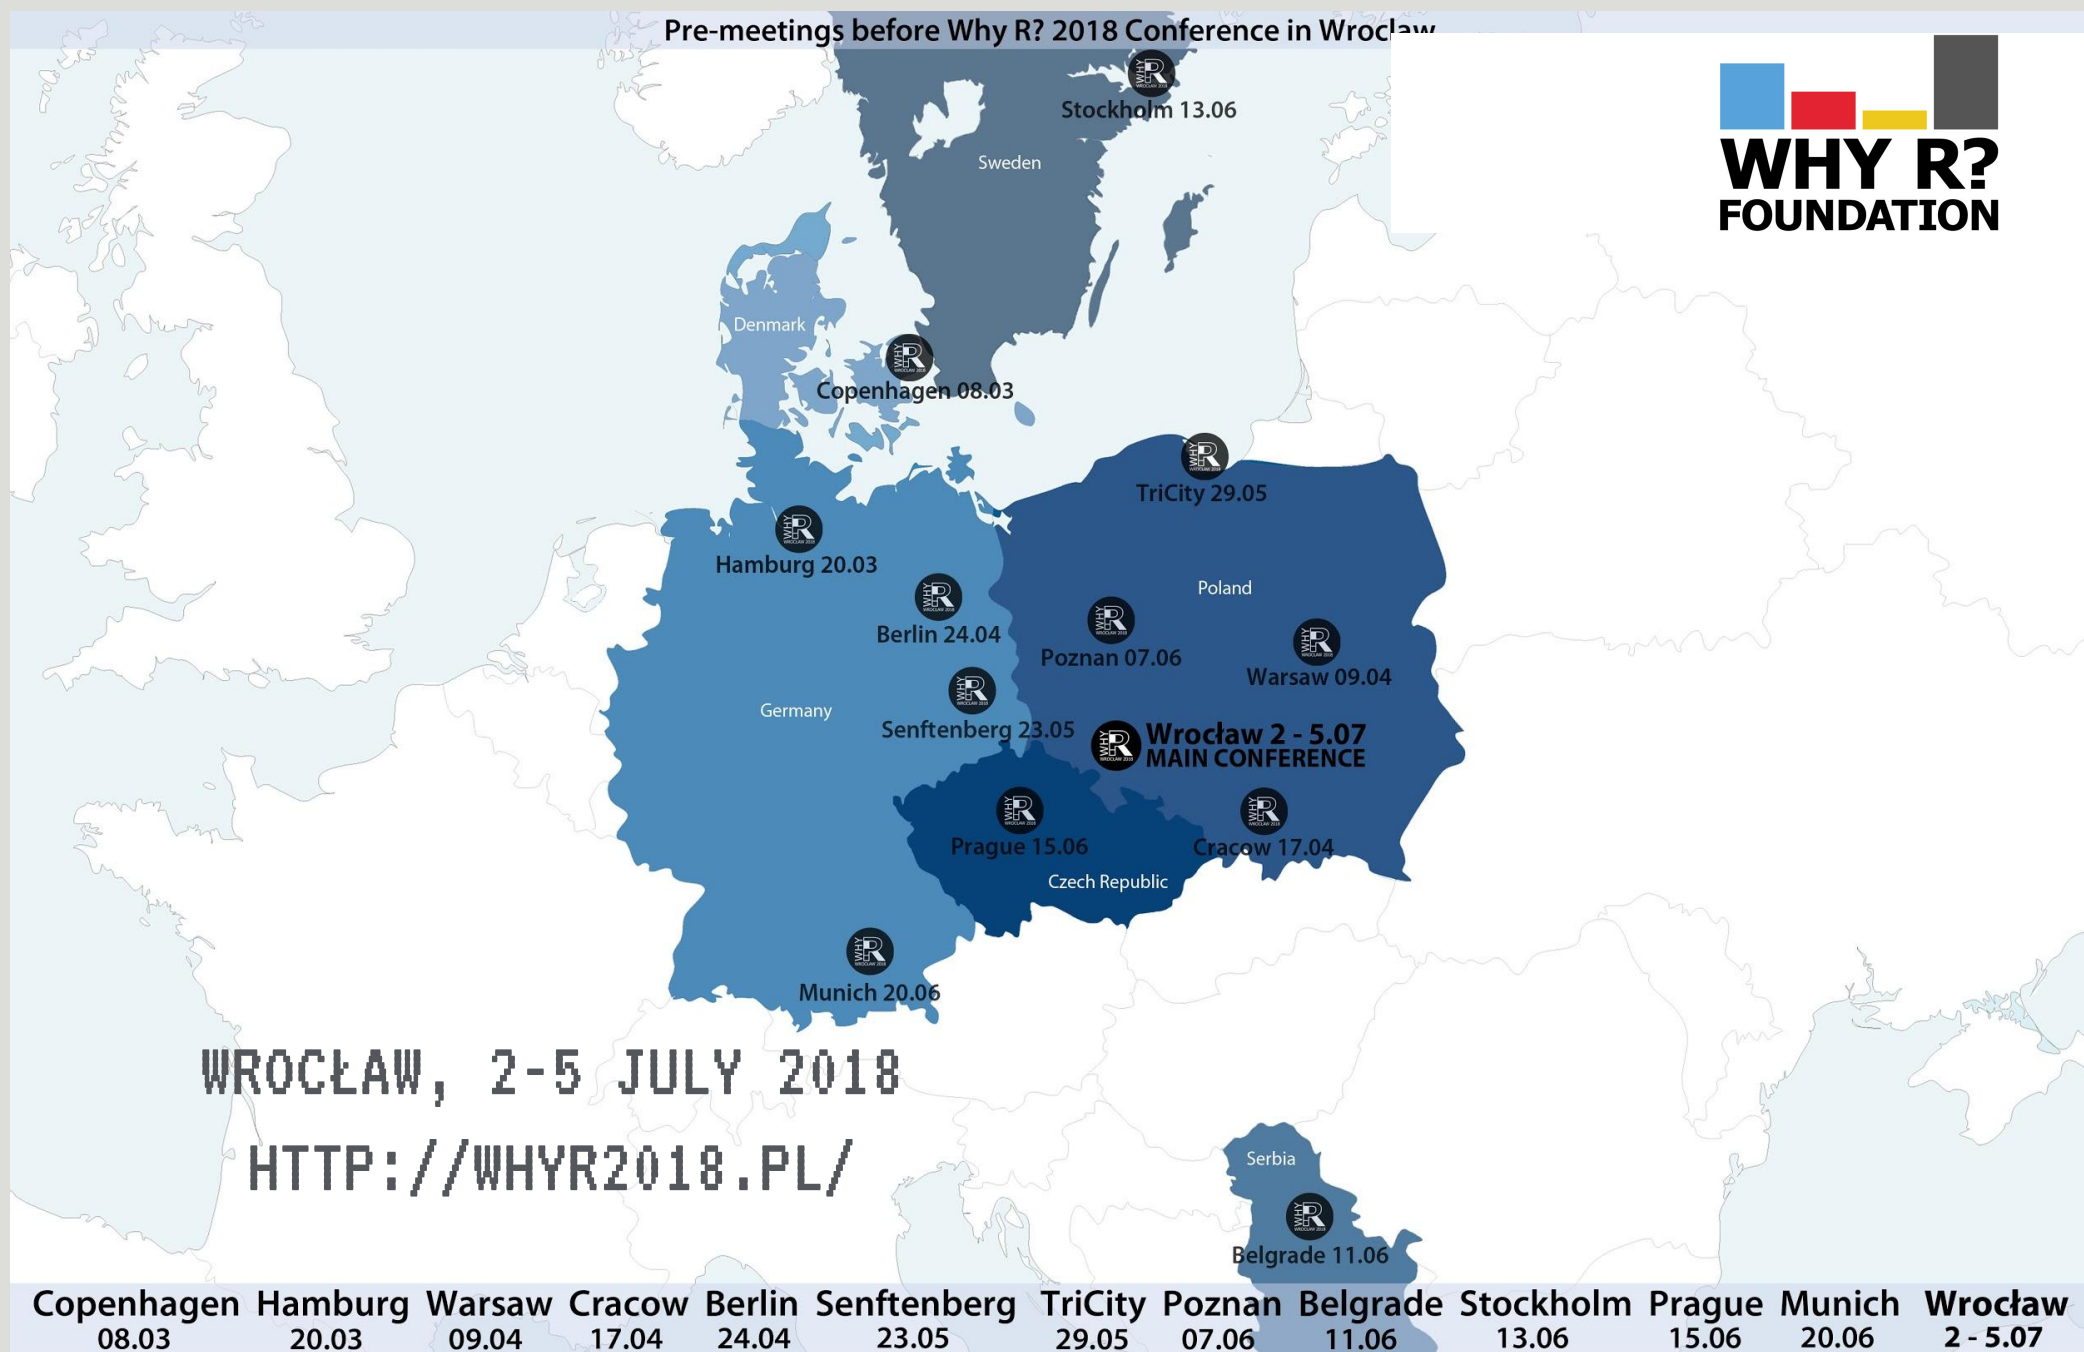 Pre-meetings before Why R? 2018 Conference in Wroclaw
WHY R?
FOUNDATION
Stockholm 13.06
Sweden
Denmark
Copenhagen 08.03
TriCity 29.05
Hamburg 20.03
Poland
Berlin 24.04
Poznan 07.06
Warsaw 09.04
Germany
Senftenberg 23.05
Wrocław 2 - 5.07
MAIN CONFERENCE
Prague 15.06
Cracow 17.04
Czech Republic
Munich 20.06
WROCŁAW, 2-5 JULY 2018
HTTP://WHYR2018.PL/
Serbia
Belgrade 11.06
Copenhagen Hamburg Warsaw Cracow Berlin Senftenberg TriCity Poznan Belgrade Stockholm Prague Munich Wrocław
08.03 20.03 09.04 17.04 24.04 23.05 29.05 07.06 11.06 13.06 15.06 20.06 2 - 5.07